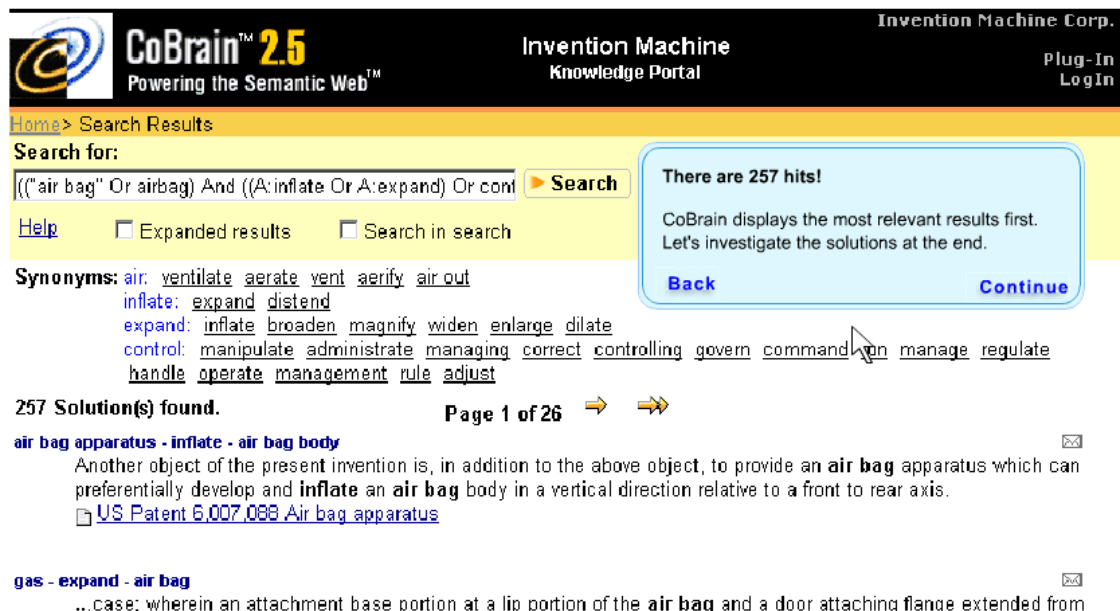 Invention Machine Corp.
CoBrain™ 2.5
Powering the Semantic Web™
Invention Machine
Knowledge Portal
Plug-In
LogIn
Home> Search Results
Search for:
(("air bag" Or airbag) And ((A:inflate Or A:expand) Or cont
Search
Help
Expanded results
Search in search
There are 257 hits!
CoBrain displays the most relevant results first.
Let's investigate the solutions at the end.
Back
Continue
Synonyms: air: ventilate aerate vent aerify air out
inflate: expand distend
expand: inflate broaden magnify widen enlarge dilate
control: manipulate administrate managing correct controlling govern command manage regulate
handle operate management rule adjust
257 Solution(s) found.
Page 1 of 26
air bag apparatus - inflate - air bag body
Another object of the present invention is, in addition to the above object, to provide an air bag apparatus which can
preferentially develop and inflate an air bag body in a vertical direction relative to a front to rear axis.
US Patent 6,007,088 Air bag apparatus
gas - expand - air bag
...case; wherein an attachment base portion at a lip portion of the air bag and a door attaching flange extended from